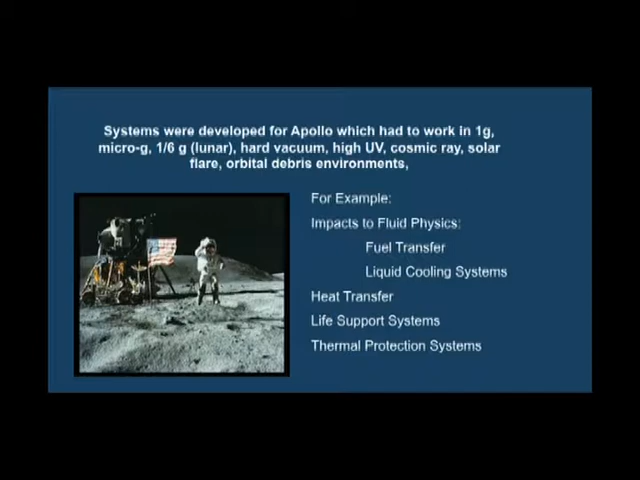 Systems were developed for Apollo which had to work in 1g,
micro-g, 1/6 g (lunar), hard vacuum, high UV, cosmic ray, solar
flare, orbital debris environments,
For Example:
Impacts to Fluid Physics:
Fuel Transfer
Liquid Cooling Systems
Heat Transfer
Life Support Systems
Thermal Protection Systems